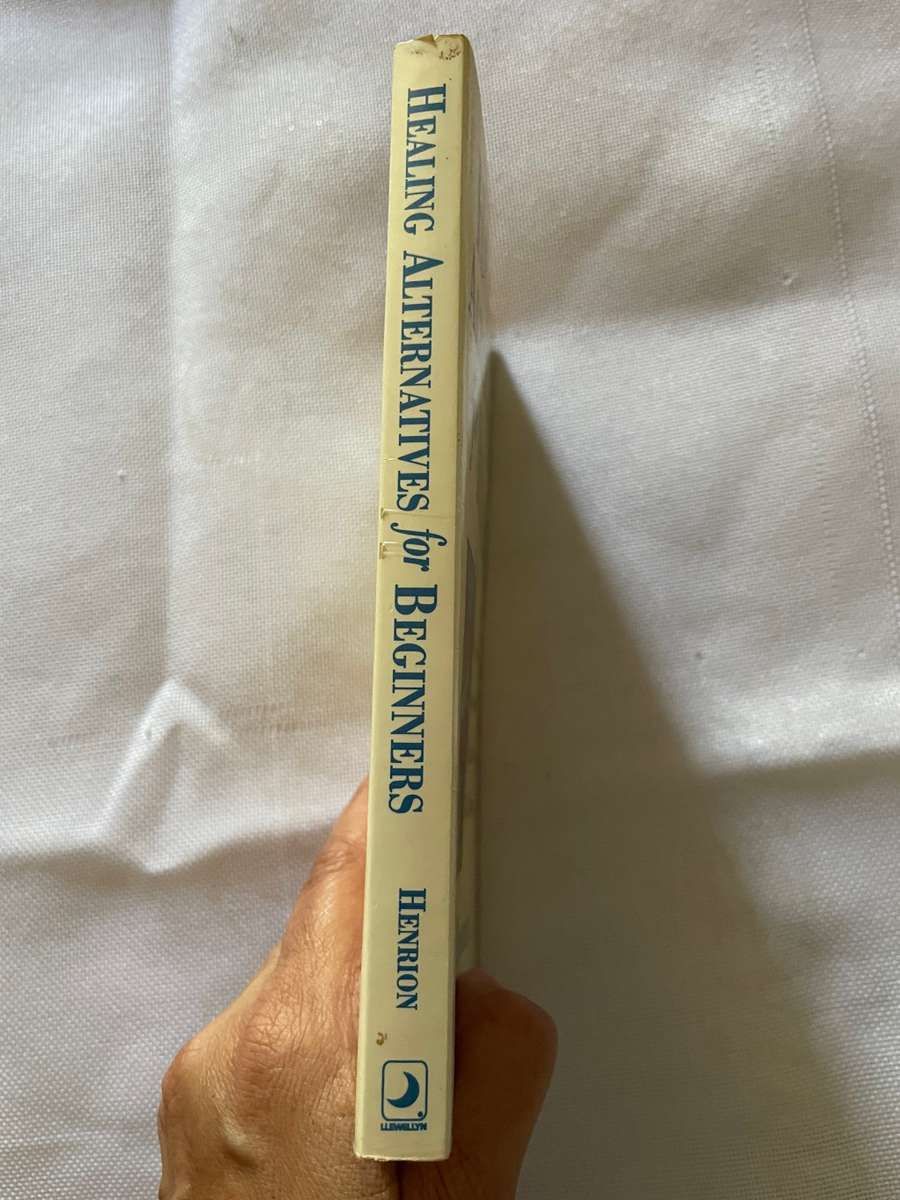 HEALING ALTERNATIVES for BEGINNERS
HENRION
LLEWELLYN